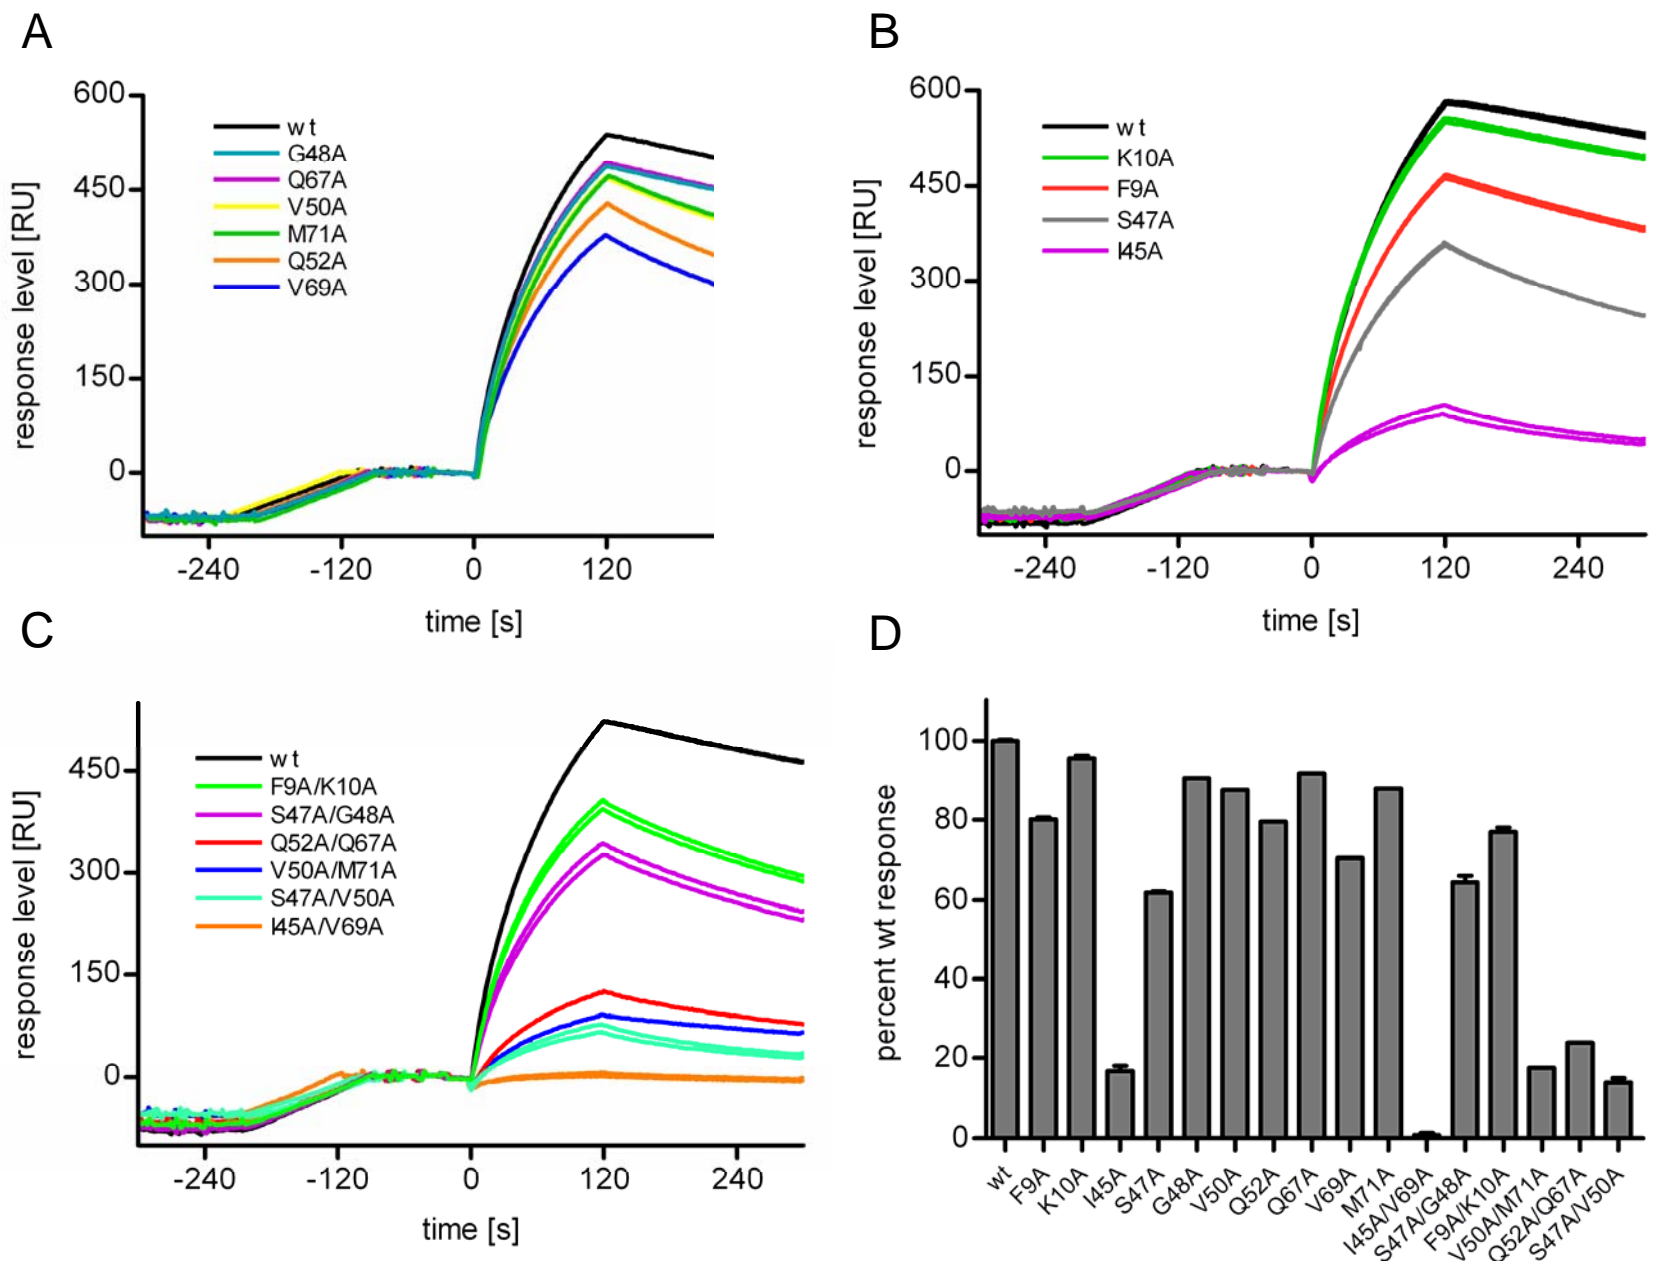 A
600
450
300
150
0
response level [RU]
wt
G48A
Q67A
V50A
M71A
Q52A
V69A
-240
-120
0
120
time [s]
B
600
450
300
150
0
response level [RU]
wt
K10A
F9A
S47A
I45A
-240
-120
0
120
240
time [s]
C
450
300
150
0
response level [RU]
wt
F9A/K10A
S47A/G48A
Q52A/Q67A
V50A/M71A
S47A/V50A
I45A/V69A
-240
-120
0
120
240
time [s]
D
100
80
60
40
20
0
percent wt response
wt
F9A
K10A
I45A
S47A
G48A
V50A
Q52A
Q67A
V69A
M71A
I45A/V69A
S47A/G48A
F9A/K10A
V50A/M71A
Q52A/Q67A
S47A/V50A